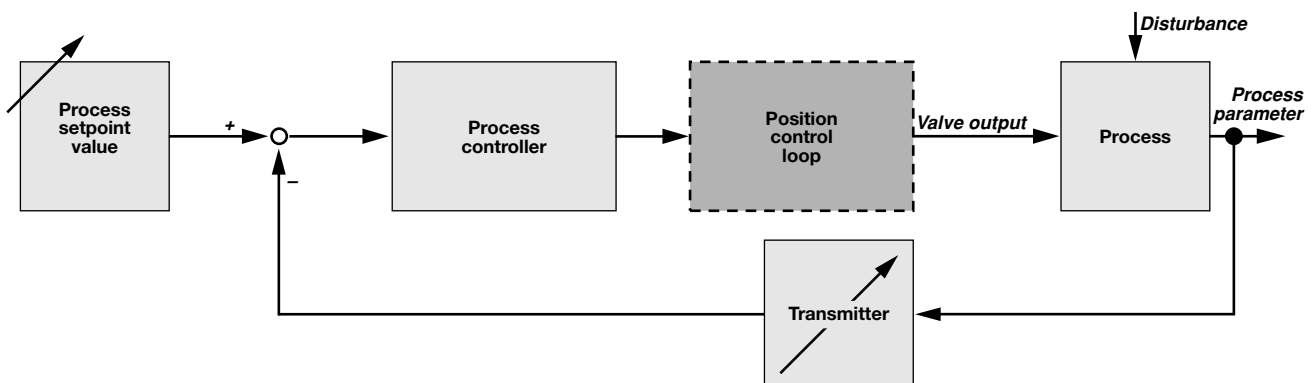 Disturbance
Process
setpoint
value
+
–
Process
controller
Position
control
loop
Valve output
Process
Process
parameter
Transmitter